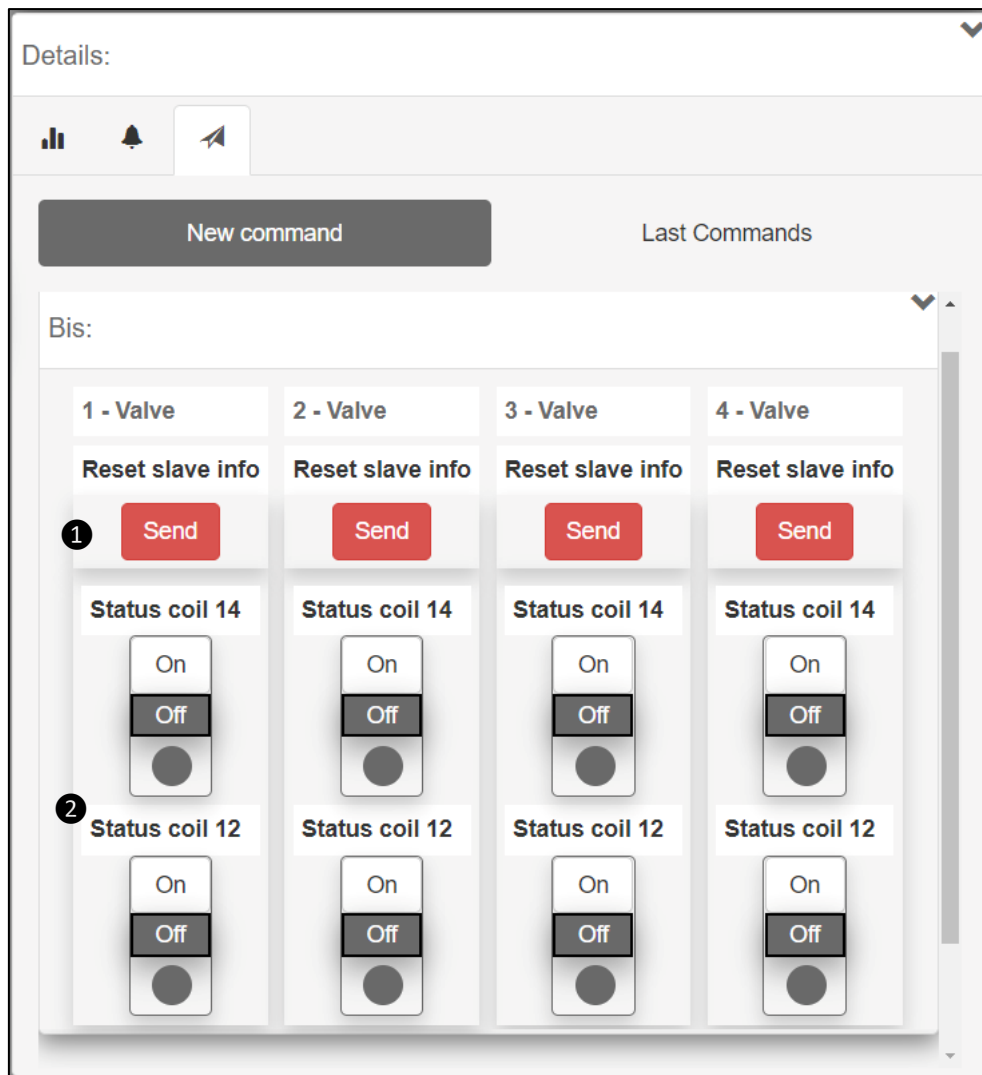 Details:
New command Last Commands
Bis:
1 - Valve 2 - Valve 3 - Valve 4 - Valve
Reset slave info Reset slave info Reset slave info Reset slave info
1 Send Send Send Send
Status coil 14 Status coil 14 Status coil 14 Status coil 14
On On On On
Off Off Off Off
2
Status coil 12 Status coil 12 Status coil 12 Status coil 12
On On On On
Off Off Off Off